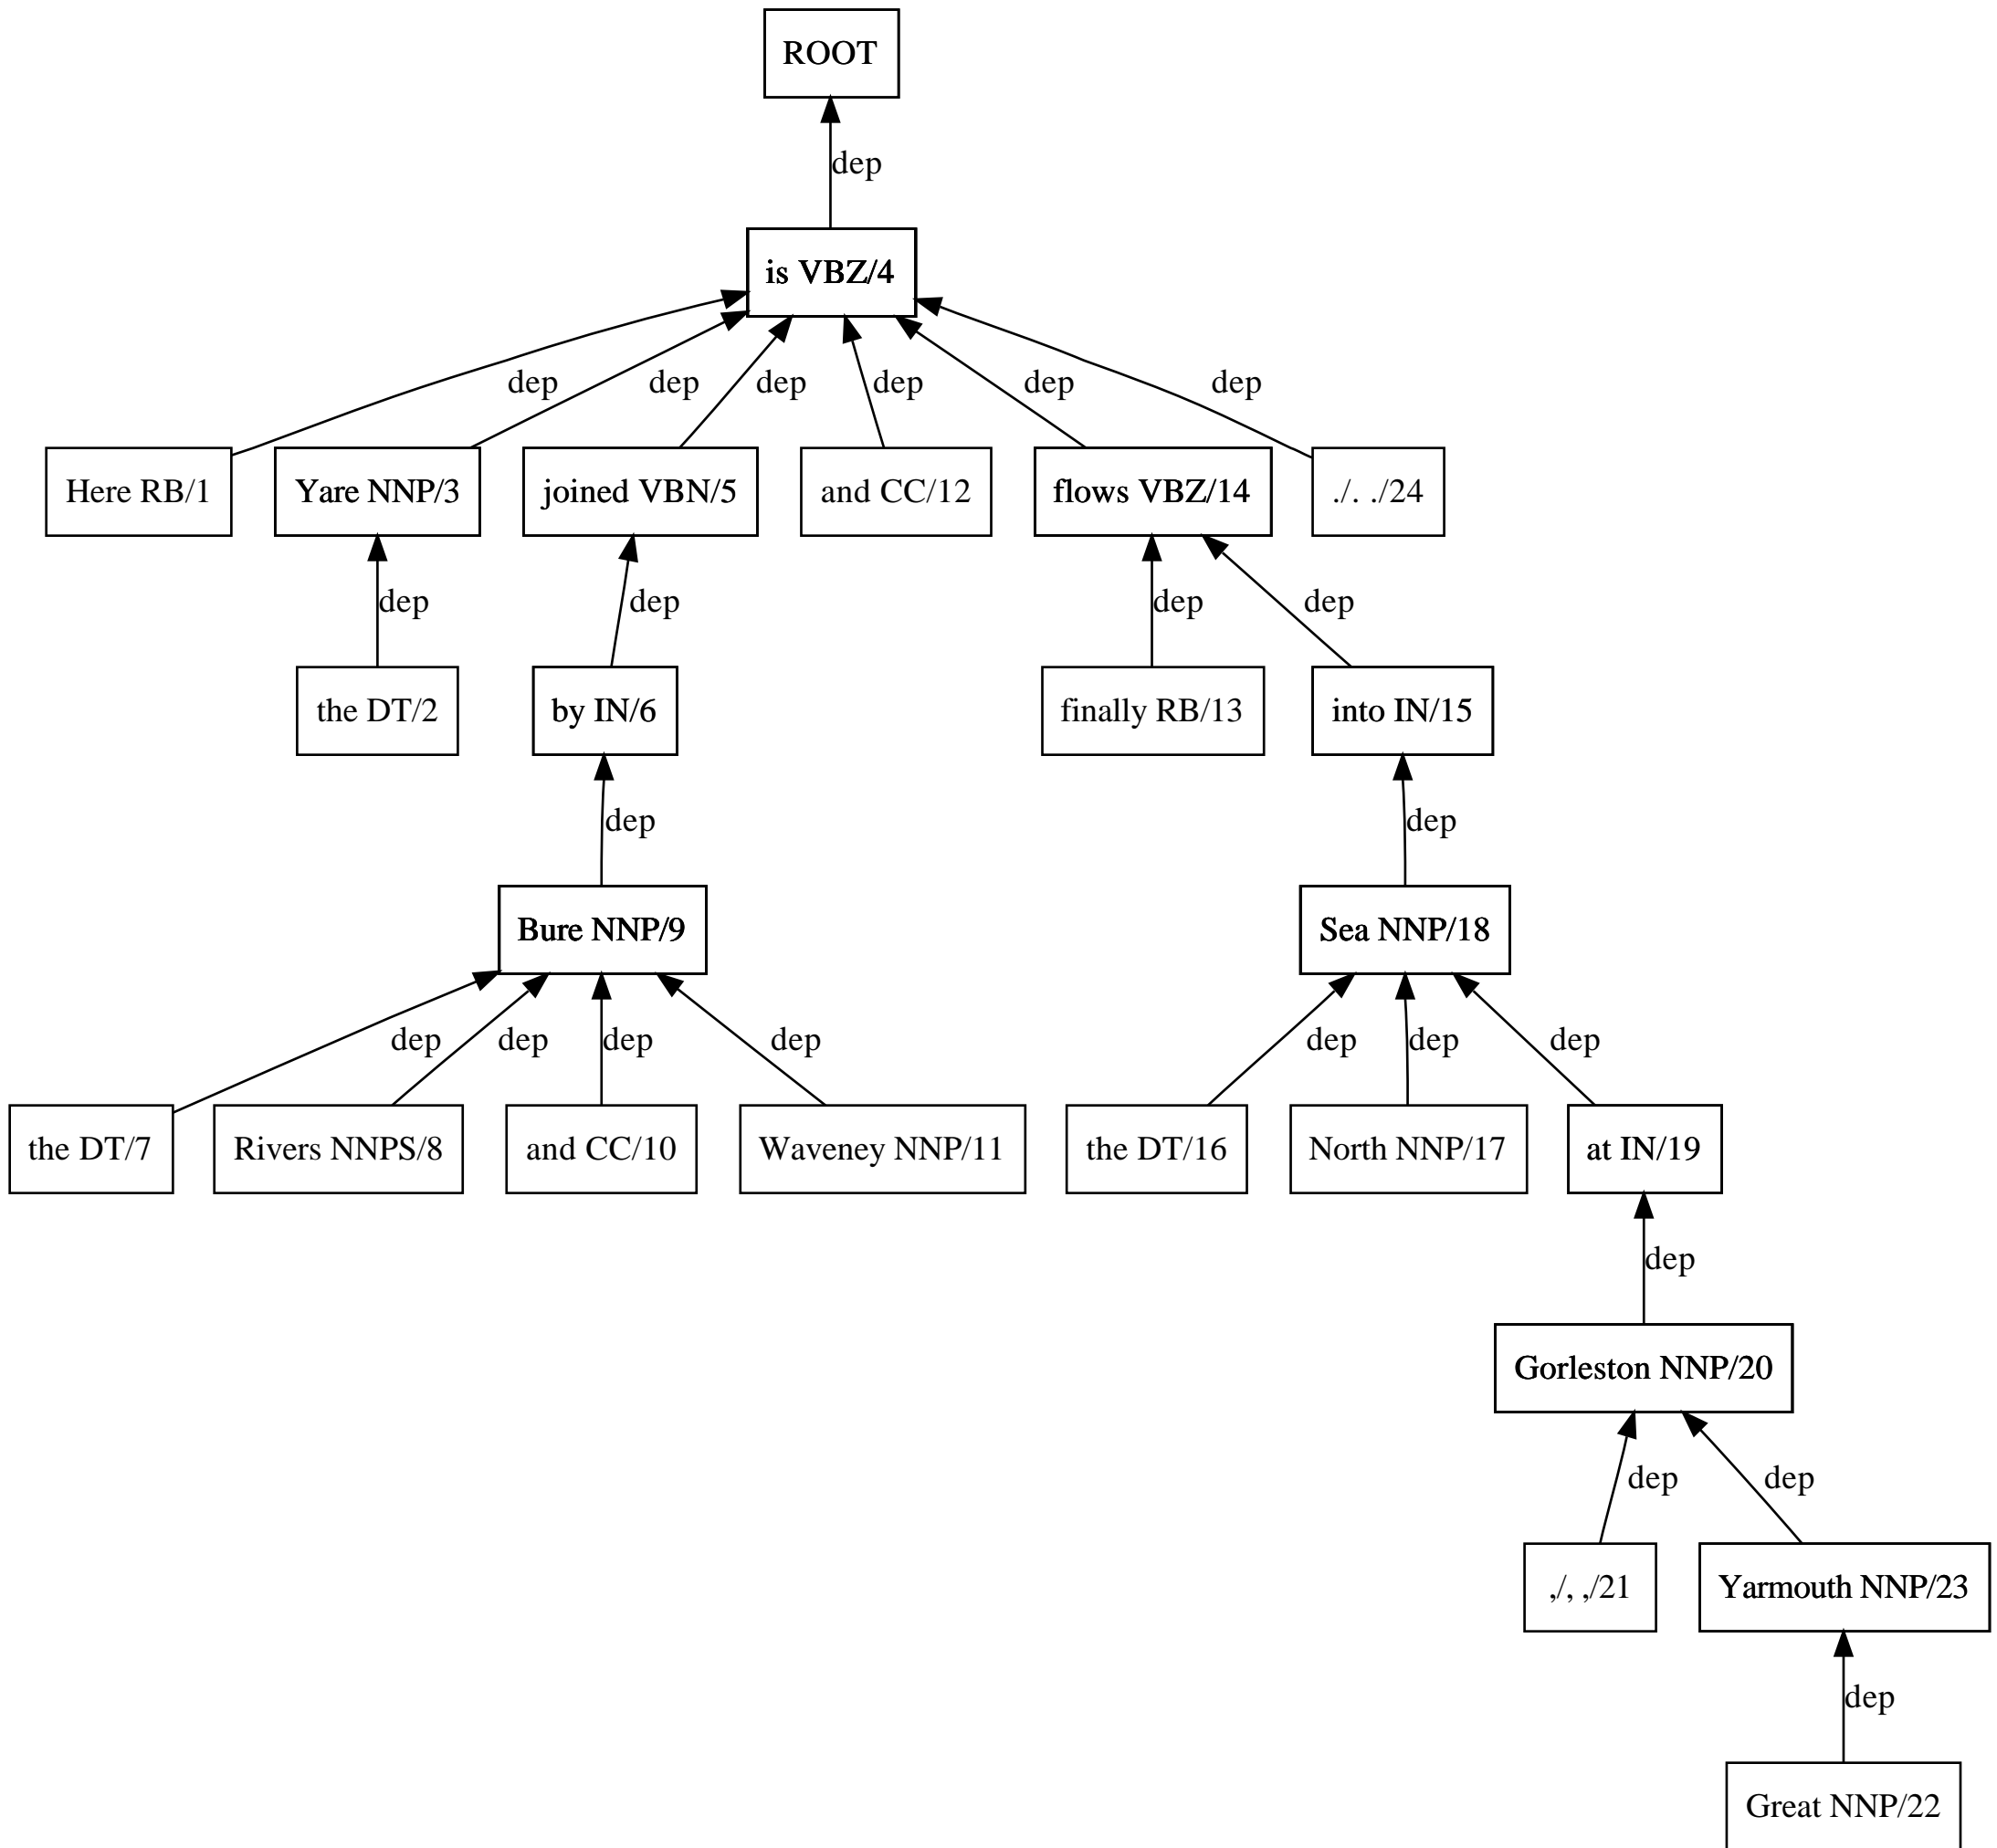 ROOT
dep
is VBZ/4
dep dep dep dep dep dep
Here RB/1 Yare NNP/3 joined VBN/5 and CC/12 flows VBZ/14 ./. ./24
dep dep dep dep
the DT/2 by IN/6 finally RB/13 into IN/15
dep dep
Bure NNP/9 Sea NNP/18
dep dep dep dep dep dep dep
the DT/7 Rivers NNPS/8 and CC/10 Waveney NNP/11 the DT/16 North NNP/17 at IN/19
dep
Gorleston NNP/20
dep dep
,/, ,/21 Yarmouth NNP/23
dep
Great NNP/22